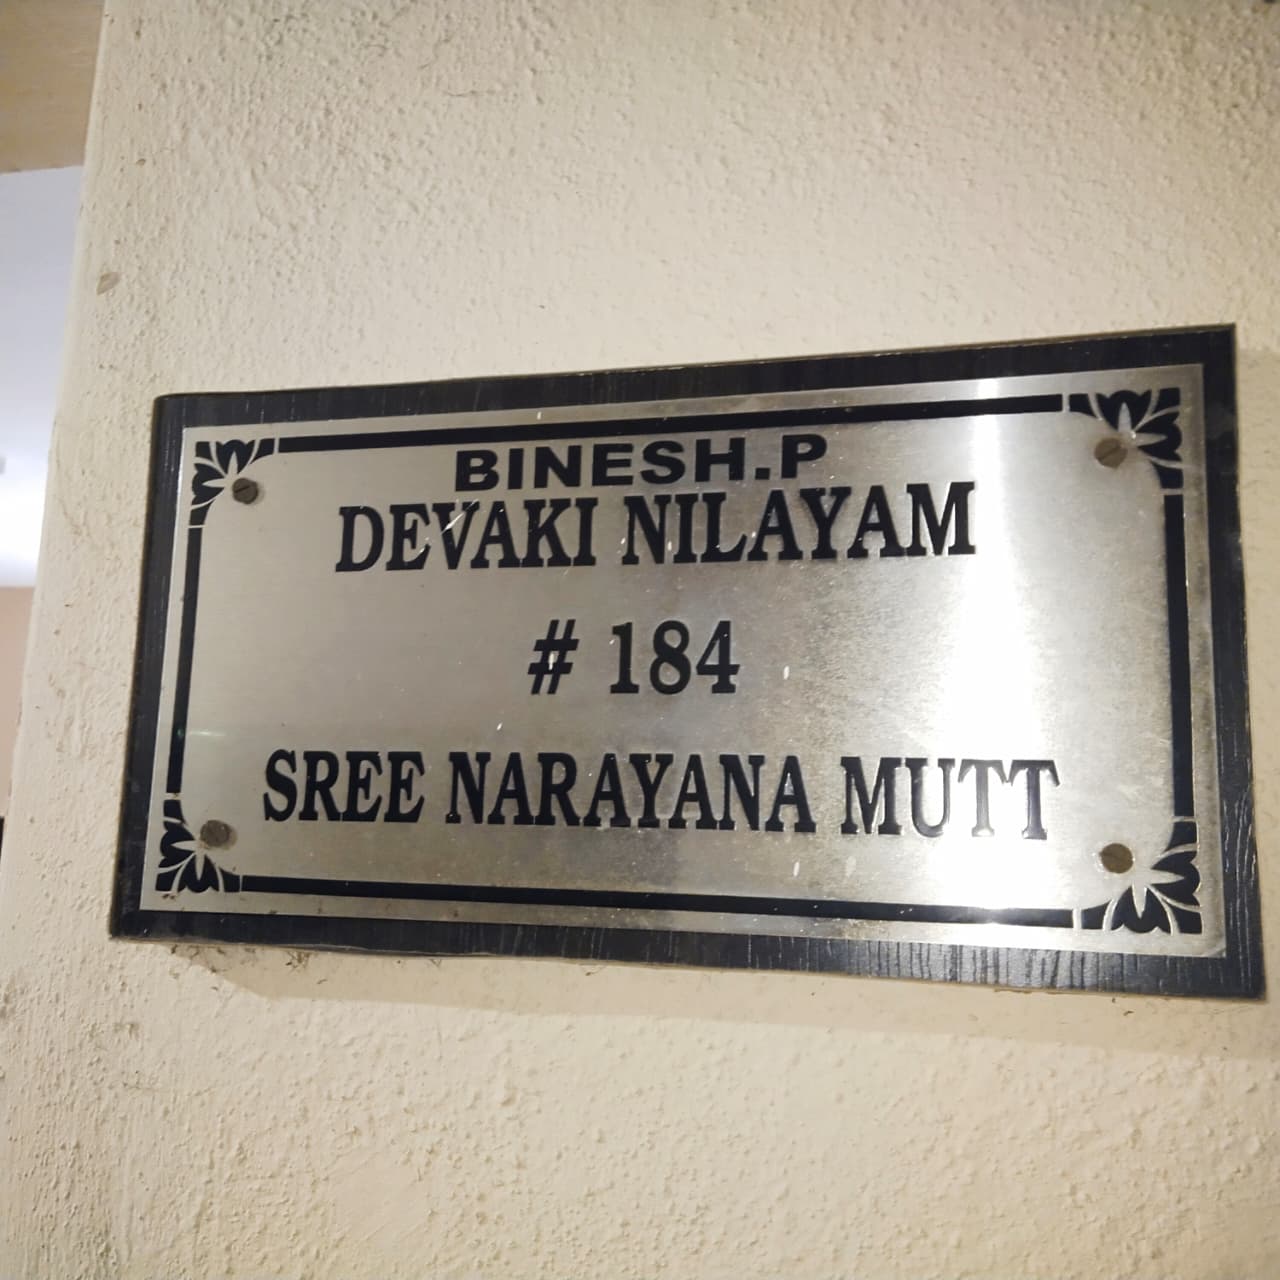 BINESH.P
DEVAKI NILAYAM
# 184
SREE NARAYANA MUTT